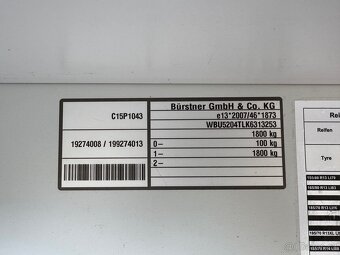 C15P1043
19274008 / 199274013
Bürstner GmbH & Co. KG
e13*2007/46*1873
WBU5204TLK6313253
1800 kg
0– 100 kg
1– 1800 kg
2–
Reifen
Tyre